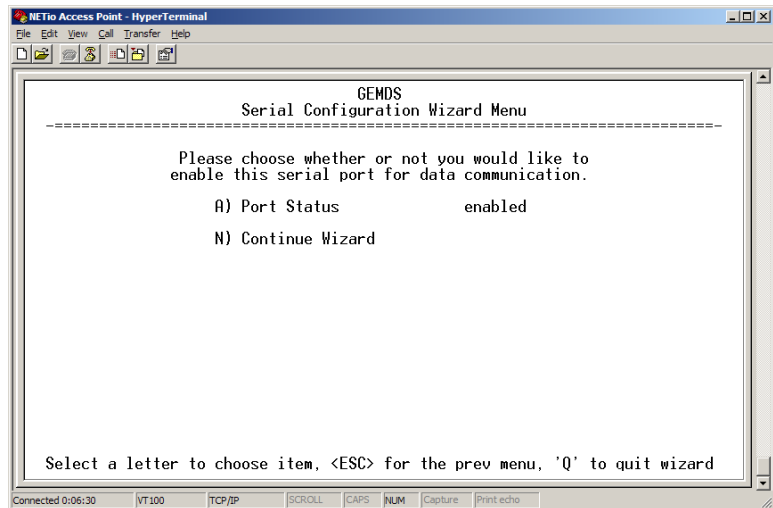 NETio Access Point - HyperTerminal
File Edit View Call Transfer Help
GEMDS
Serial Configuration Wizard Menu
-==========================================================================-
Please choose whether or not you would like to
enable this serial port for data communication.
A) Port Status enabled
N) Continue Wizard
Select a letter to choose item, <ESC> for the prev menu, 'Q' to quit wizard
Connected 0:06:30 VT100 TCP/IP SCROLL CAPS NUM Capture Print echo